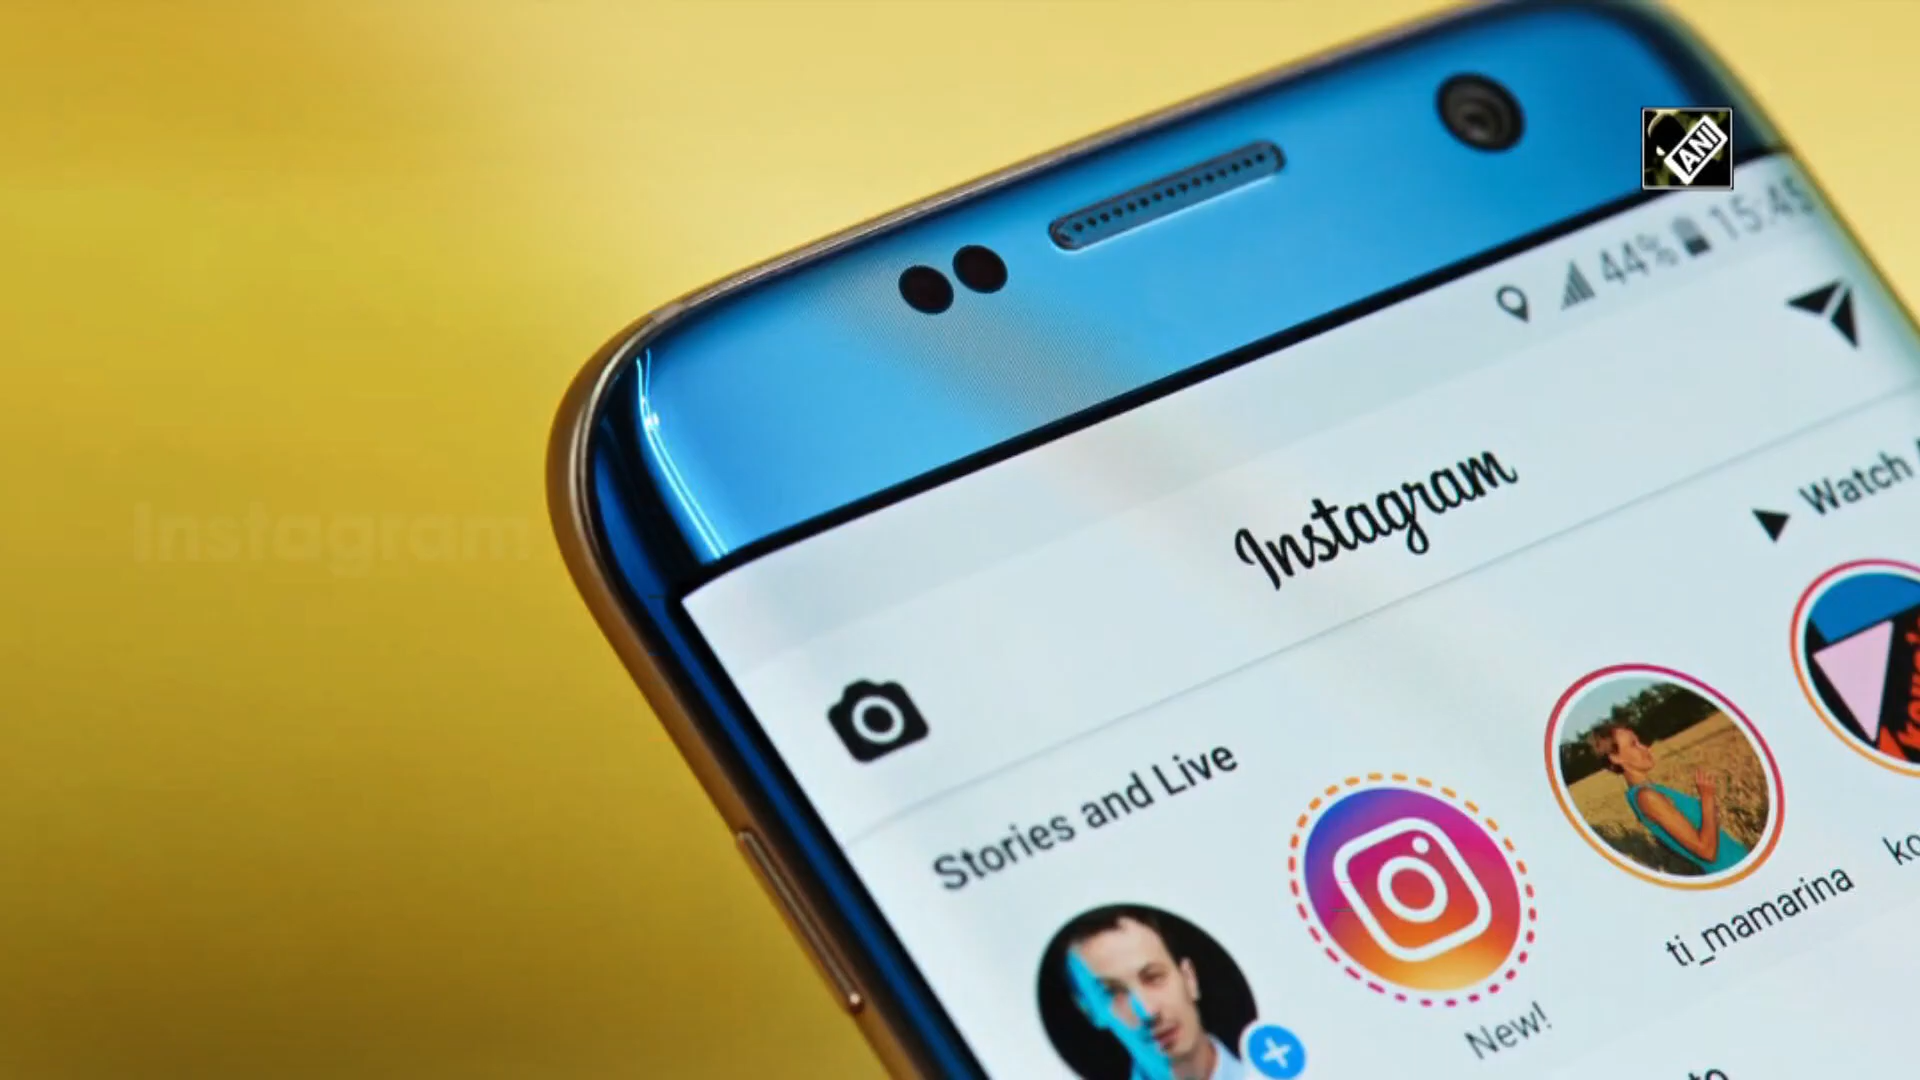 ANI
44% 15:45
Instagram
Instagram
Watch
Stories and Live
New!
ti_mamarina